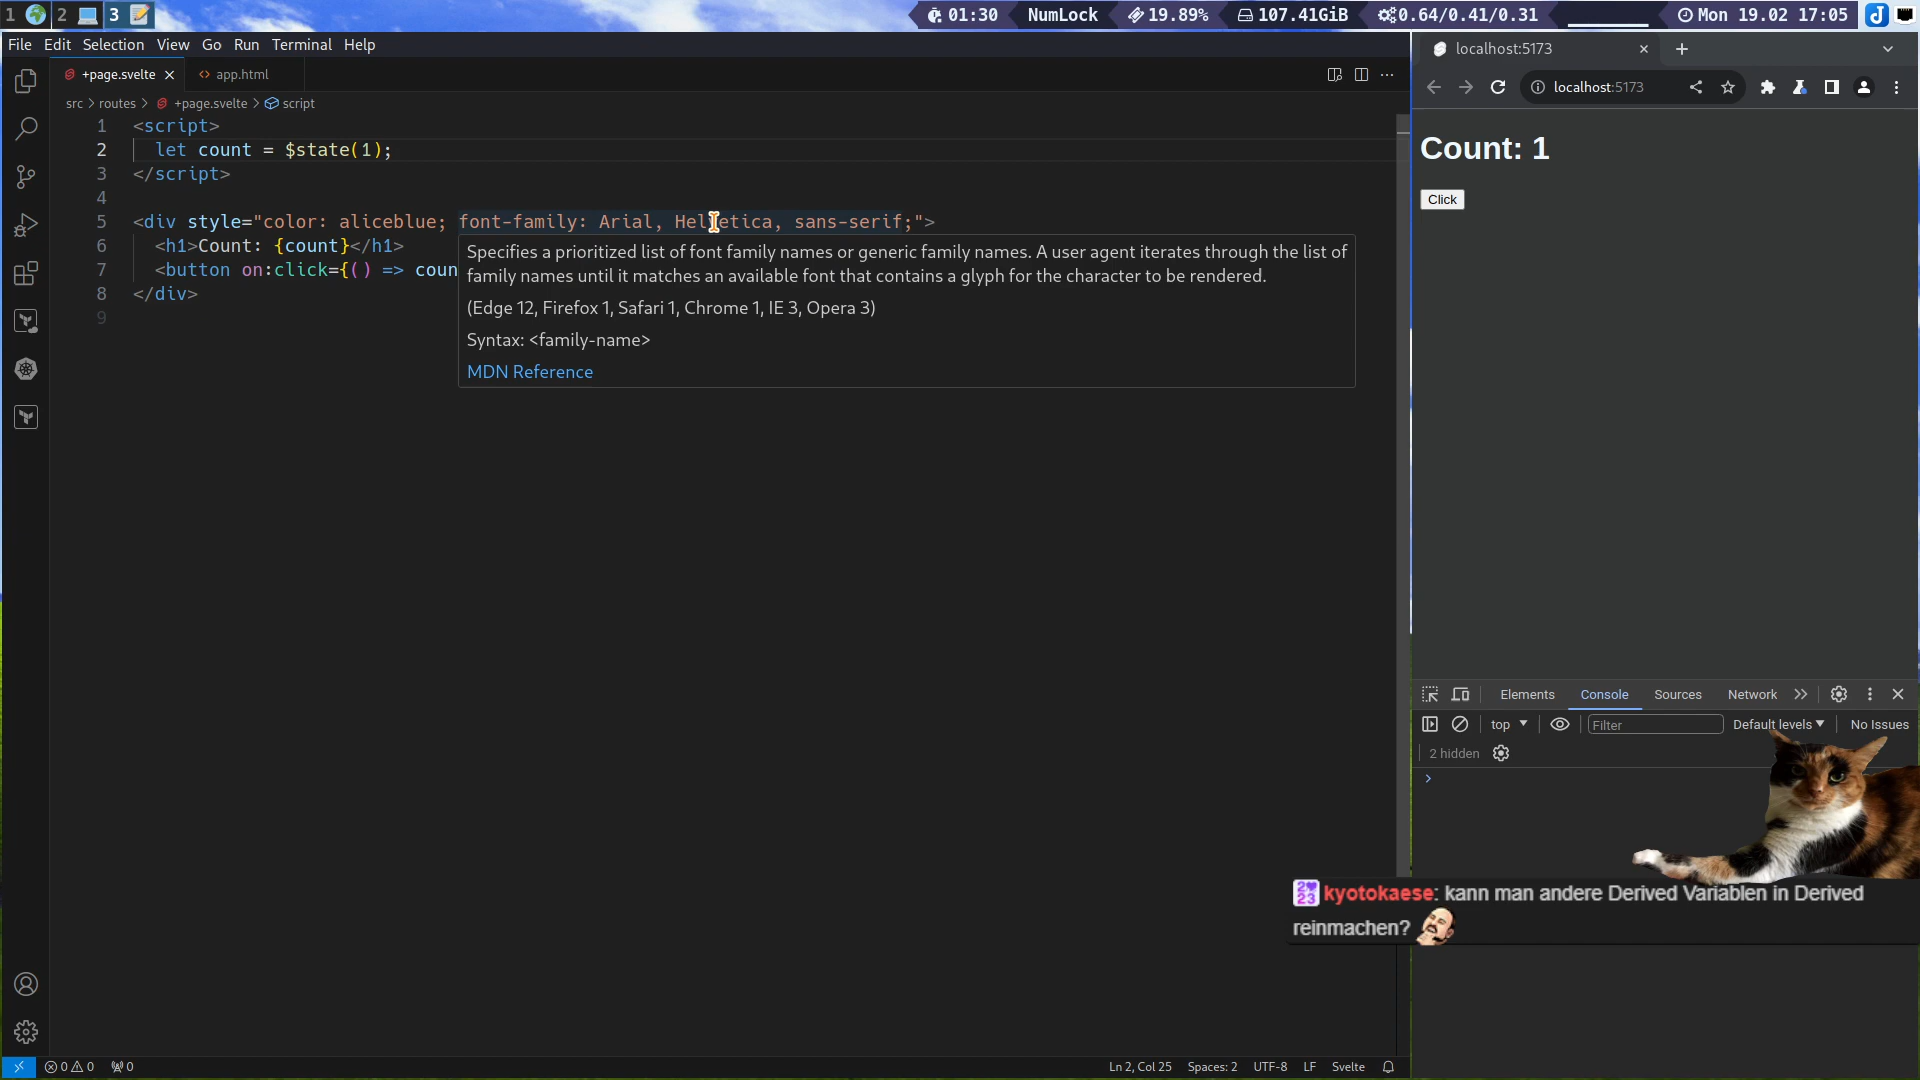 1 2 3
01:30 NumLock 19.89% 107.41GiB 0.64/0.41/0.31 Mon 19.02 17:05
File Edit Selection View Go Run Terminal Help
+page.svelte app.html
src > routes > +page.svelte > script
1 <script>
2 let count = $state(1);
3 </script>
4
5 <div style="color: aliceblue; font-family: Arial, Helvetica, sans-serif;">
6 <h1>Count: {count}</h1>
7 <button on:click={() => coun
8 </div>
9
Specifies a prioritized list of font family names or generic family names. A user agent iterates through the list of
family names until it matches an available font that contains a glyph for the character to be rendered.
(Edge 12, Firefox 1, Safari 1, Chrome 1, IE 3, Opera 3)
Syntax: <family-name>
MDN Reference
localhost:5173
localhost:5173
Count: 1
Click
Elements Console Sources Network
top Filter Default levels No Issues
2 hidden
2 23 kyotokaese: kann man andere Derived Variablen in Derived
reinmachen?
0 0 0 Ln 2, Col 25 Spaces: 2 UTF-8 LF Svelte